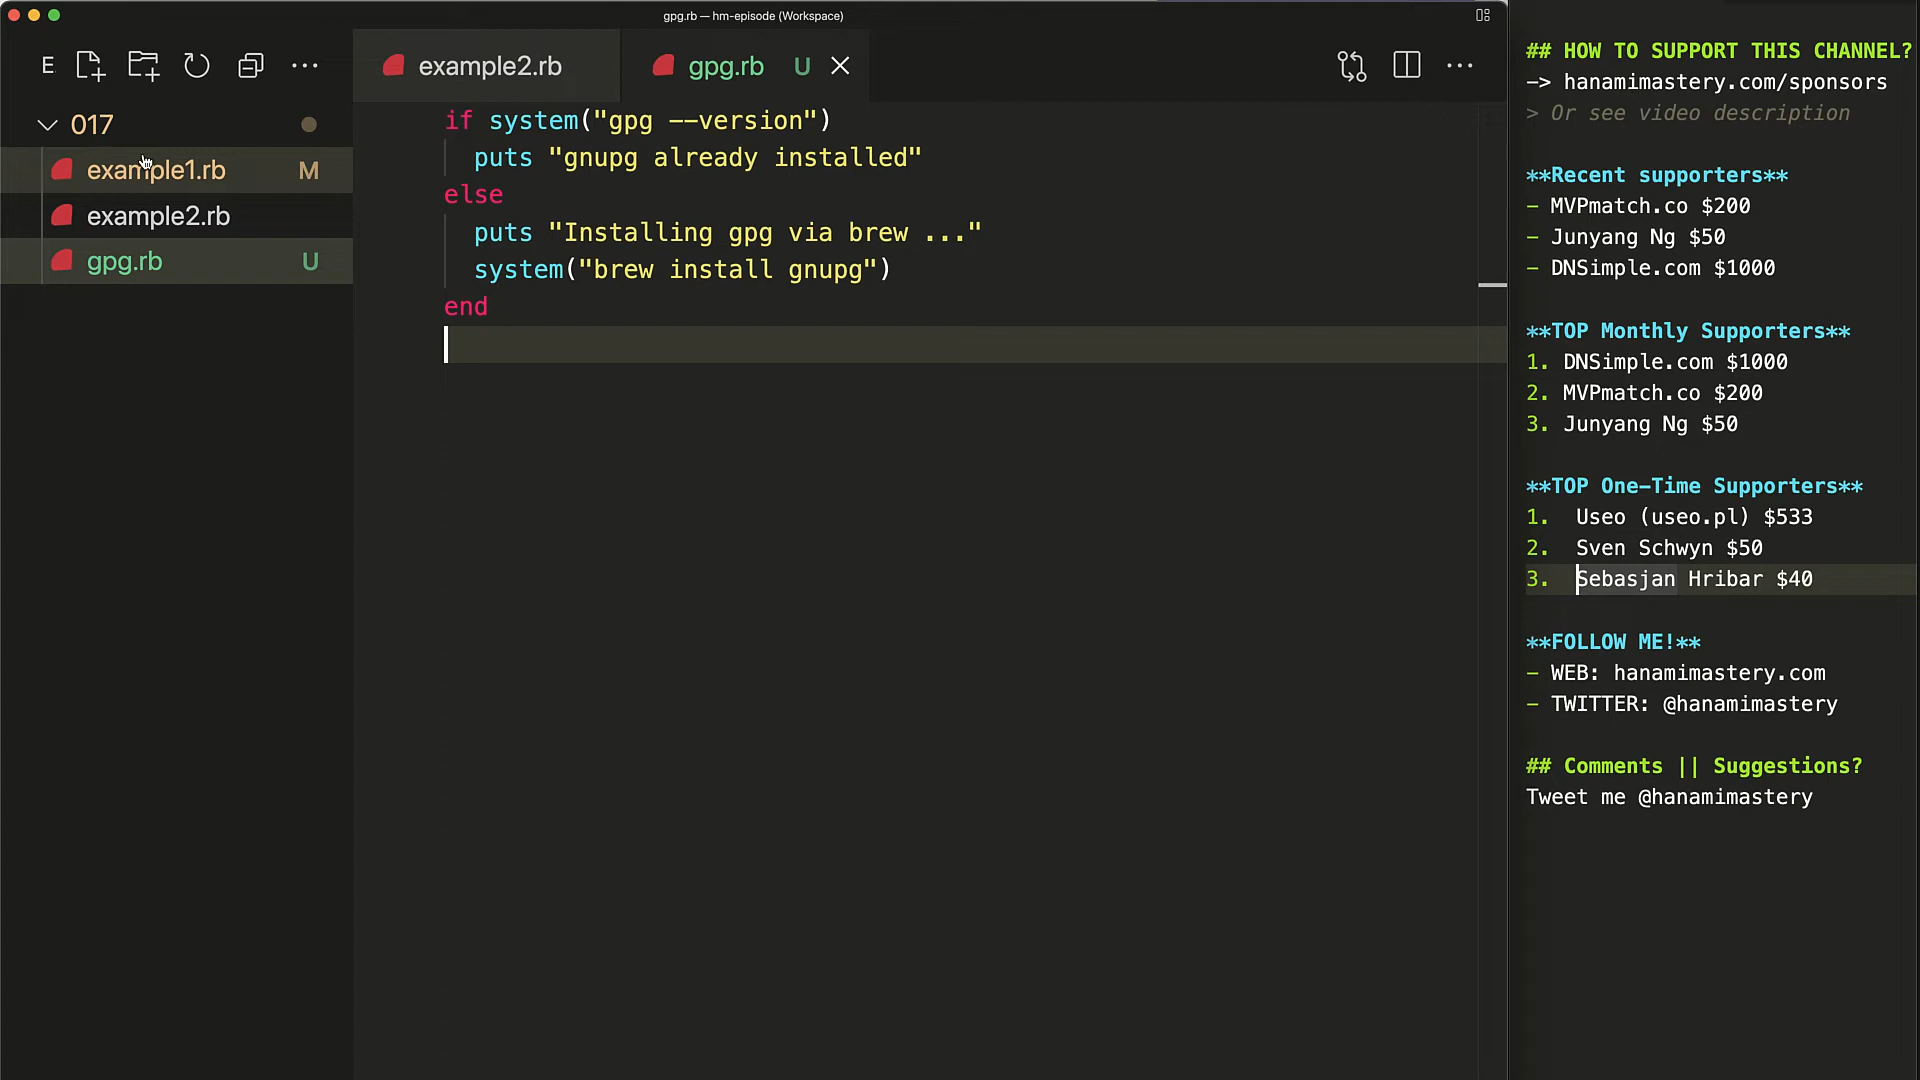 gpg.rb — hm-episode (Workspace)
E
017
example1.rb M
example2.rb
gpg.rb U
example2.rb
gpg.rb U
if system("gpg --version")
puts "gnupg already installed"
else
puts "Installing gpg via brew ..."
system("brew install gnupg")
end
## HOW TO SUPPORT THIS CHANNEL?
-> hanamimastery.com/sponsors
> Or see video description
**Recent supporters**
- MVPmatch.co $200
- Junyang Ng $50
- DNSimple.com $1000
**TOP Monthly Supporters**
1. DNSimple.com $1000
2. MVPmatch.co $200
3. Junyang Ng $50
**TOP One-Time Supporters**
1. Useo (useo.pl) $533
2. Sven Schwyn $50
3. Sebasjan Hribar $40
**FOLLOW ME!**
- WEB: hanamimastery.com
- TWITTER: @hanamimastery
## Comments || Suggestions?
Tweet me @hanamimastery